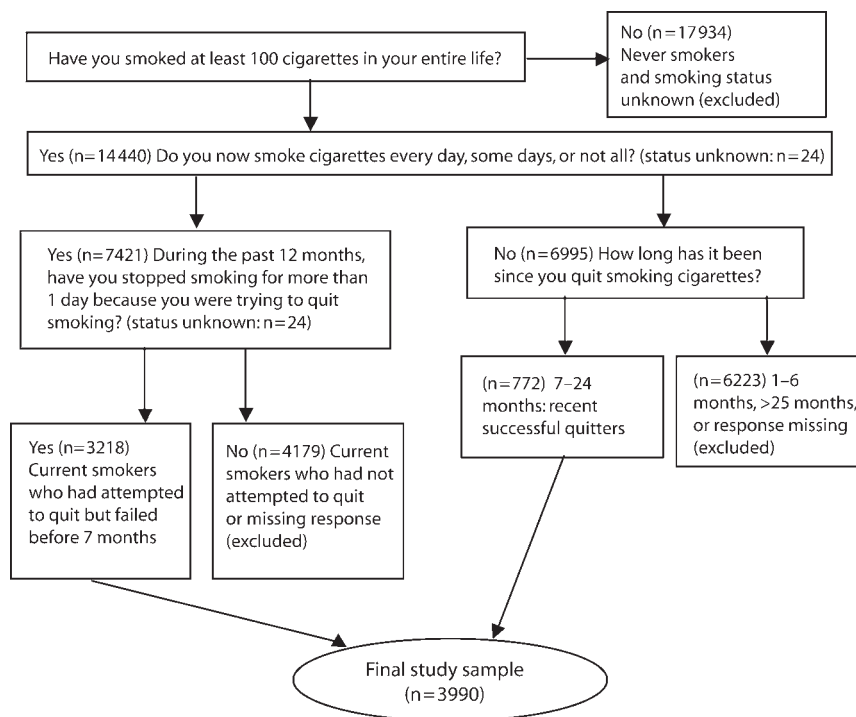 Have you smoked at least 100 cigarettes in your entire life?
No (n=17934)
Never smokers
and smoking status
unknown (excluded)
Yes (n=14440) Do you now smoke cigarettes every day, some days, or not all? (status unknown: n=24)
Yes (n=7421) During the past 12 months,
have you stopped smoking for more than
1 day because you were trying to quit
smoking? (status unknown: n=24)
No (n=6995) How long has it been
since you quit smoking cigarettes?
Yes (n=3218)
Current smokers
who had attempted
to quit but failed
before 7 months
No (n=4179) Current
smokers who had not
attempted to quit
or missing response
(excluded)
(n=772) 7–24
months: recent
successful quitters
(n=6223) 1–6
months, >25 months,
or response missing
(excluded)
Final study sample
(n=3990)